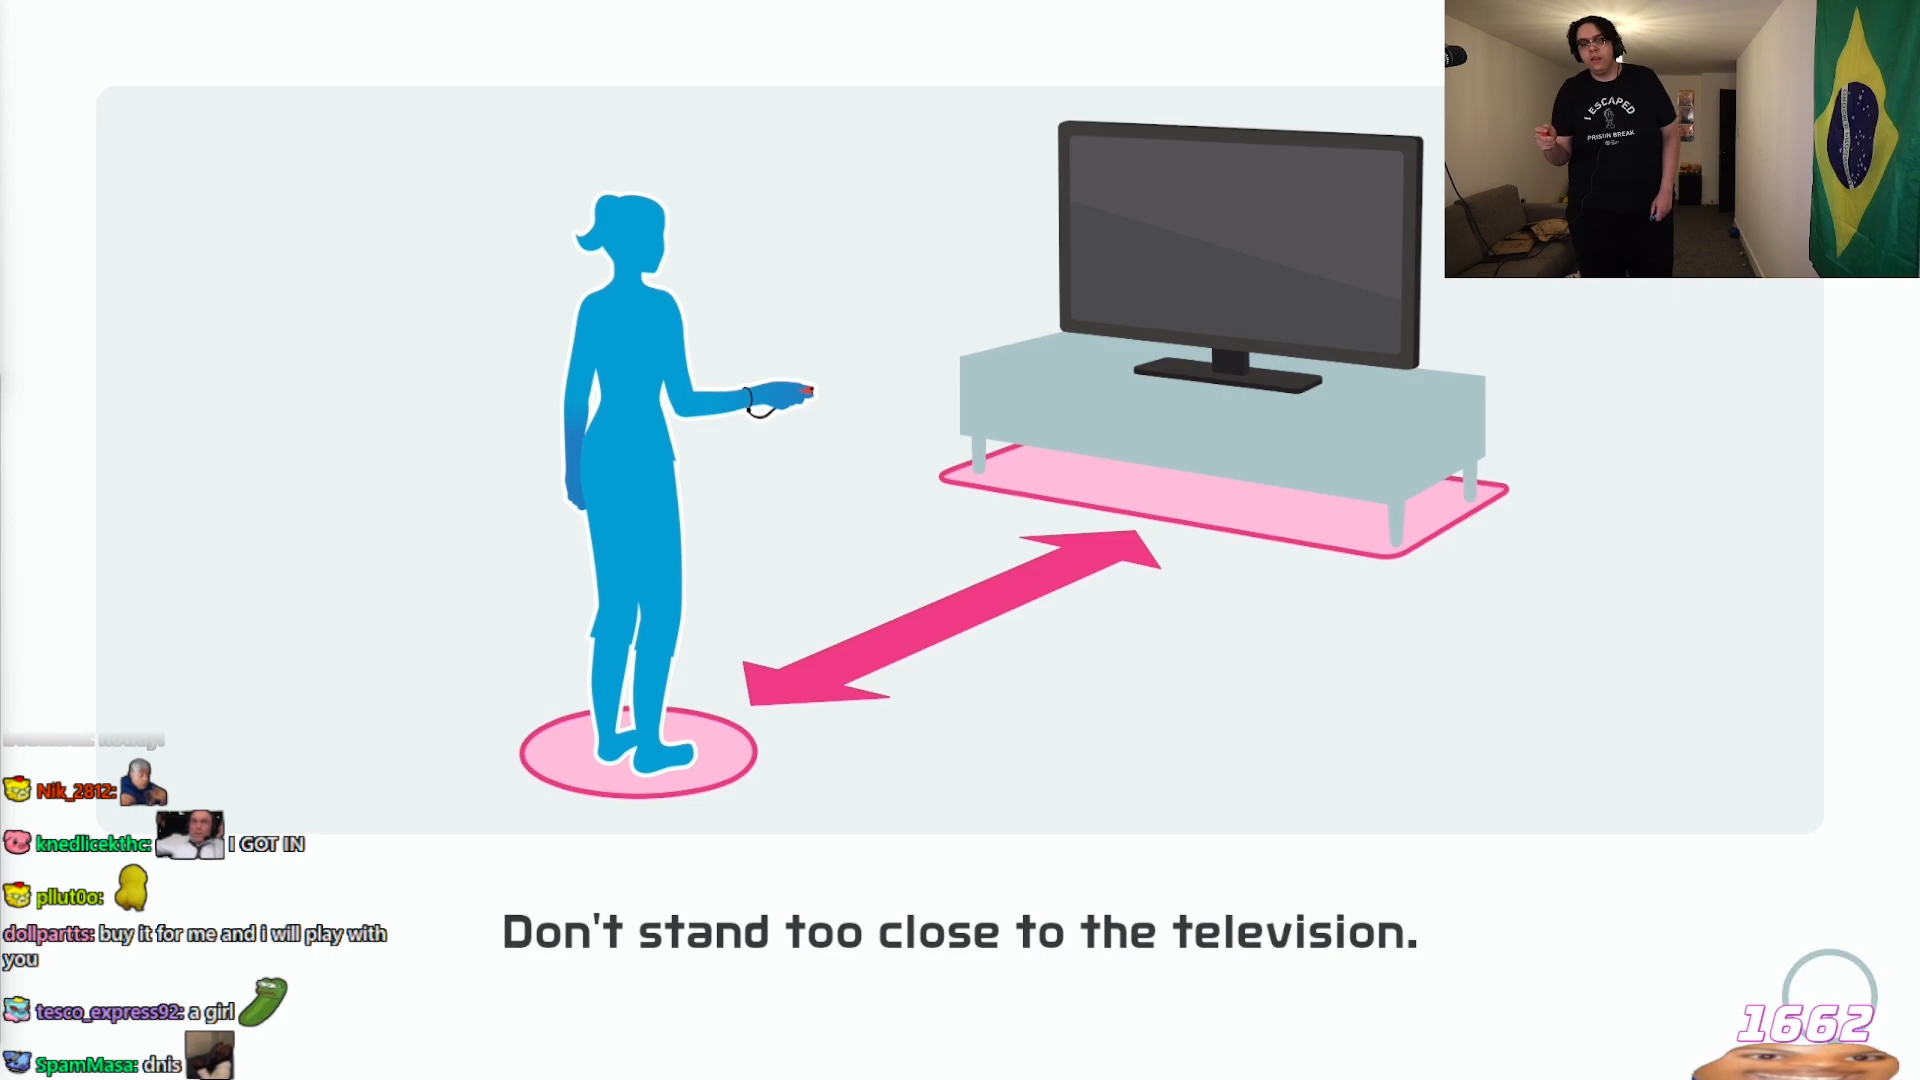 I ESCAPED
PRISON BREAK
Nik_2812:
knedlicekthc: I GOT IN
pllut0o:
dollpartts: buy it for me and i will play with
you
tesco_express92: a girl
SpamMasa: dnis
Don't stand too close to the television.
1662